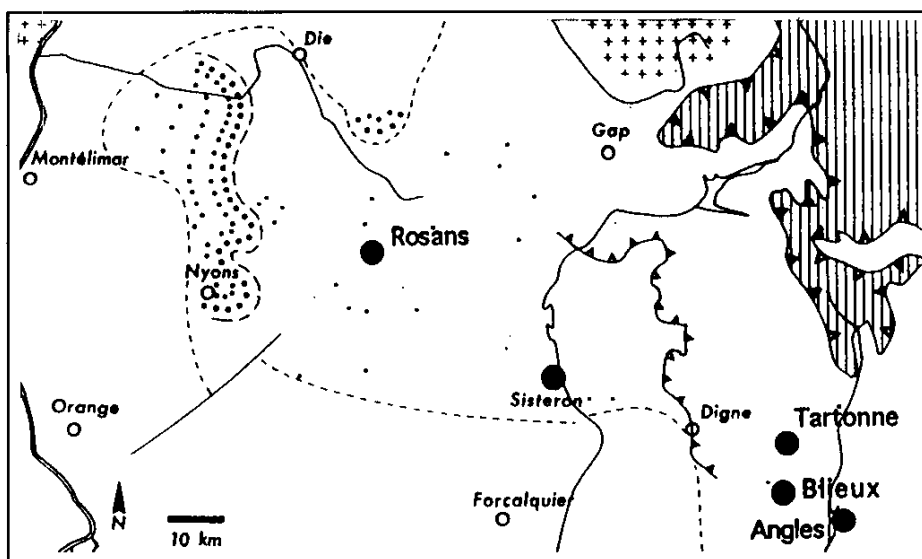 Die
Gap
Montélimar
Rosans
Nyons
Sisteron
Orange
Digne
Tartonne
Blieux
Forcalquier
Angles
N
10 km